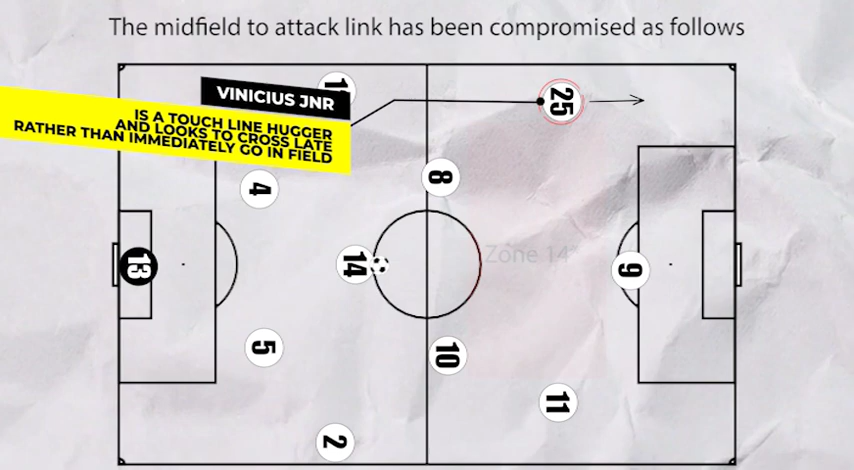 The midfield to attack link has been compromised as follows
VINICIUS JNR
IS A TOUCH LINE HUGGER
AND LOOKS TO CROSS LATE
RATHER THAN IMMEDIATELY GO IN FIELD
25
8
4
Zone 14
13
14
9
5
10
11
2